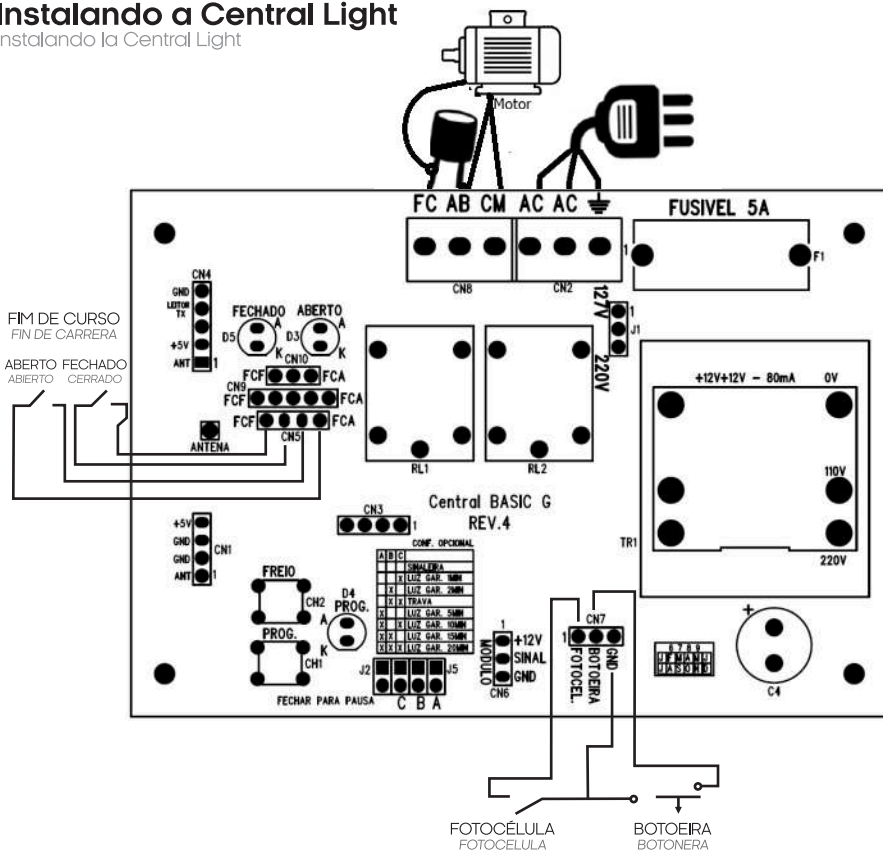 Instalando a Central Light
Instalando la Central Light
Motor
FC AB CM AC AC
FUSIVEL 5A
1
F1
CN8
CN2
CN4
GND
LEITOR
TX
+5V
ANT
1
FECHADO
ABERTO
D5
A
K
D3
A
K
127V
220V
1
J1
FIM DE CURSO
FIN DE CARRERA
ABERTO FECHADO
ABIERTO CERRADO
CN10
FCF FCA
CN9
FCF FCA
FCF FCA
CN5
ANTENA
RL1
RL2
+12V+12V - 80mA 0V
110V
220V
TR1
Central BASIC G
REV.4
CN3
1
+5V
GND
GND
ANT
1
CN1
FREIO
CH2
PROG.
CH1
D4
PROG.
A
K
CONF. OPCIONAL
A B C
SINALEIRA
X LUZ GAR. 1MIN
X LUZ GAR. 2MIN
X X TRAVA
X LUZ GAR. 5MIN
X X LUZ GAR. 10MIN
X X LUZ GAR. 15MIN
X X X LUZ GAR. 20MIN
J2
J5
FECHAR PARA PAUSA
C B A
1
MODULO
+12V
SINAL
GND
CN6
CN7
1
FOTOCEL.
BOTOEIRA
GND
6 7 8 9
J F M A M J
J A S O N D
+
C4
FOTOCÉLULA
FOTOCELULA
BOTOEIRA
BOTONERA